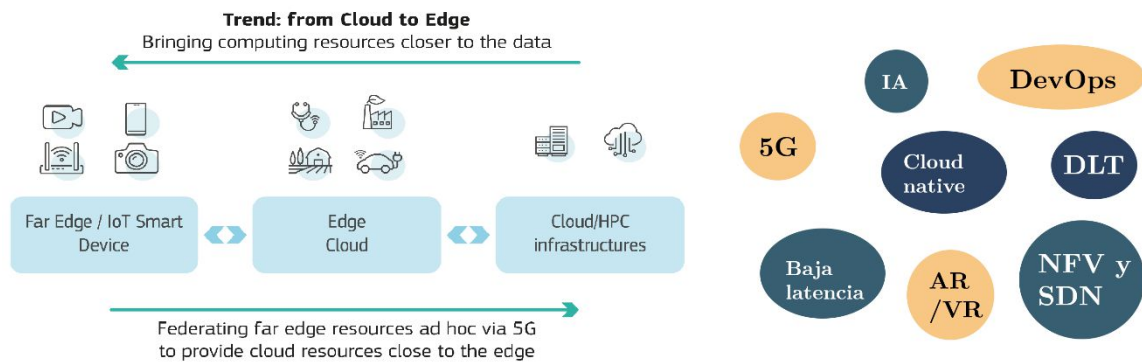 Trend: from Cloud to Edge
Bringing computing resources closer to the data
Far Edge / IoT Smart
Device
Edge
Cloud
Cloud/HPC
infrastructures
Federating far edge resources ad hoc via 5G
to provide cloud resources close to the edge
IA
DevOps
5G
Cloud
native
DLT
Baja
latencia
AR
/VR
NFV y
SDN